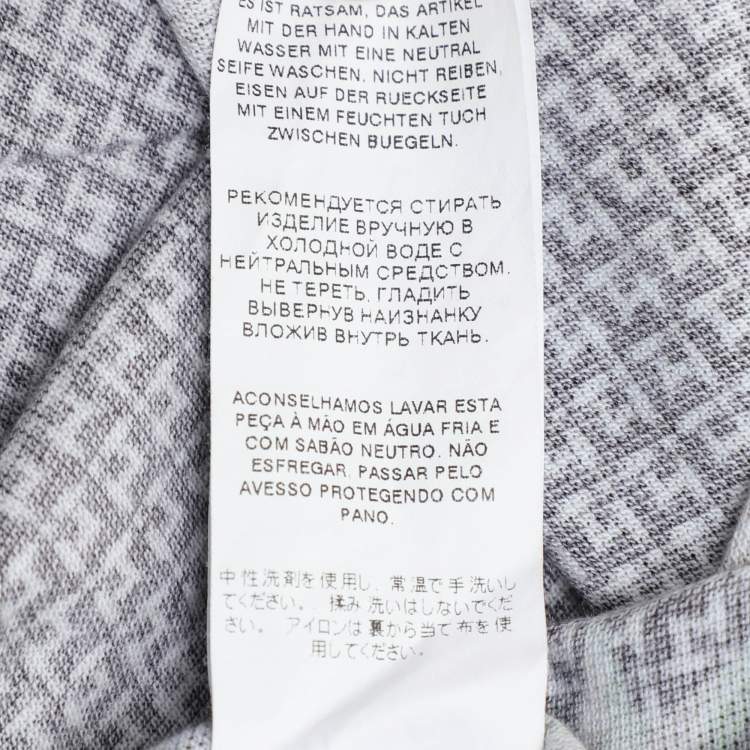 ES IST RATSAM, DAS ARTIKEL
MIT DER HAND IN KALTEN
WASSER MIT EINE NEUTRAL
SEIFE WASCHEN. NICHT REIBEN,
EISEN AUF DER RUECKSEITE
MIT EINEM FEUCHTEN TUCH
ZWISCHEN BUEGELN.
РЕКОМЕНДУЕТСЯ СТИРАТЬ
ИЗДЕЛИЕ ВРУЧНУЮ В
ХОЛОДНОЙ ВОДЕ С
НЕЙТРАЛЬНЫМ СРЕДСТВОМ.
НЕ ТЕРЕТЬ. ГЛАДИТЬ
ВЫВЕРНУВ НАИЗНАНКУ
ВЛОЖИВ ВНУТРЬ ТКАНЬ.
ACONSELHAMOS LAVAR ESTA
PEÇA À MÃO EM ÁGUA FRIA E
COM SABÃO NEUTRO. NÃO
ESFREGAR. PASSAR PELO
AVESSO PROTEGENDO COM
PANO.
中性洗剤を使用し、常温で手洗いし
てください。、揉み洗いはしないでくだ
さい。 アイロンは裏から当て布を使
用してください。